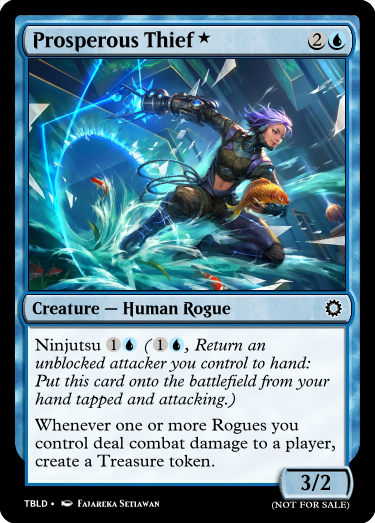 Prosperous Thief ★ 2
Creature — Human Rogue
Ninjutsu 1 (1, Return an
unblocked attacker you control to hand:
Put this card onto the battlefield from your
hand tapped and attacking.)
Whenever one or more Rogues you
control deal combat damage to a player,
create a Treasure token.
3/2
TBLD • Fajareka Setiawan
(NOT FOR SALE)